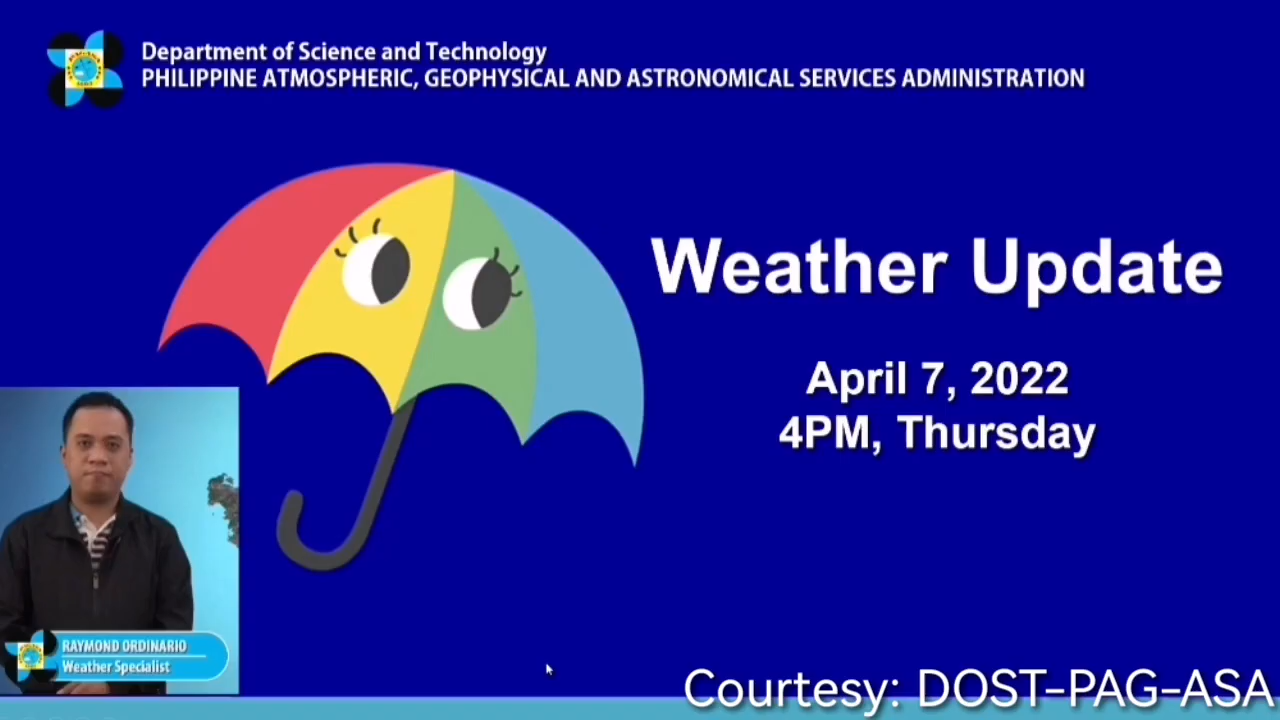 Department of Science and Technology
PHILIPPINE ATMOSPHERIC, GEOPHYSICAL AND ASTRONOMICAL SERVICES ADMINISTRATION
Weather Update
April 7, 2022
4PM, Thursday
RAYMOND ORDINARIO
Weather Specialist
Courtesy: DOST-PAG-ASA